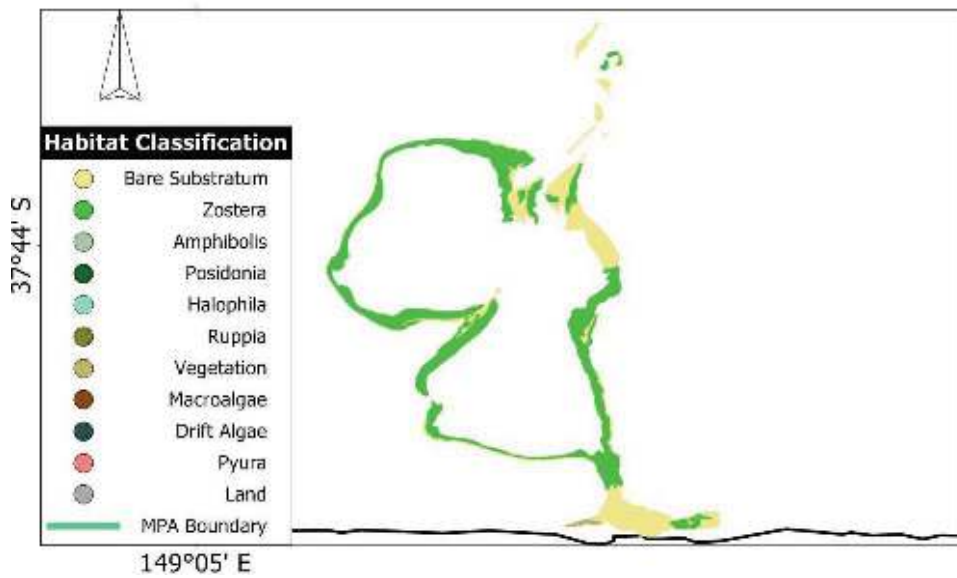 Habitat Classification
Bare Substratum
Zostera
Amphibolis
Posidonia
Halophila
Ruppia
Vegetation
Macroalgae
Drift Algae
Pyura
Land
MPA Boundary
37°44' S
149°05' E